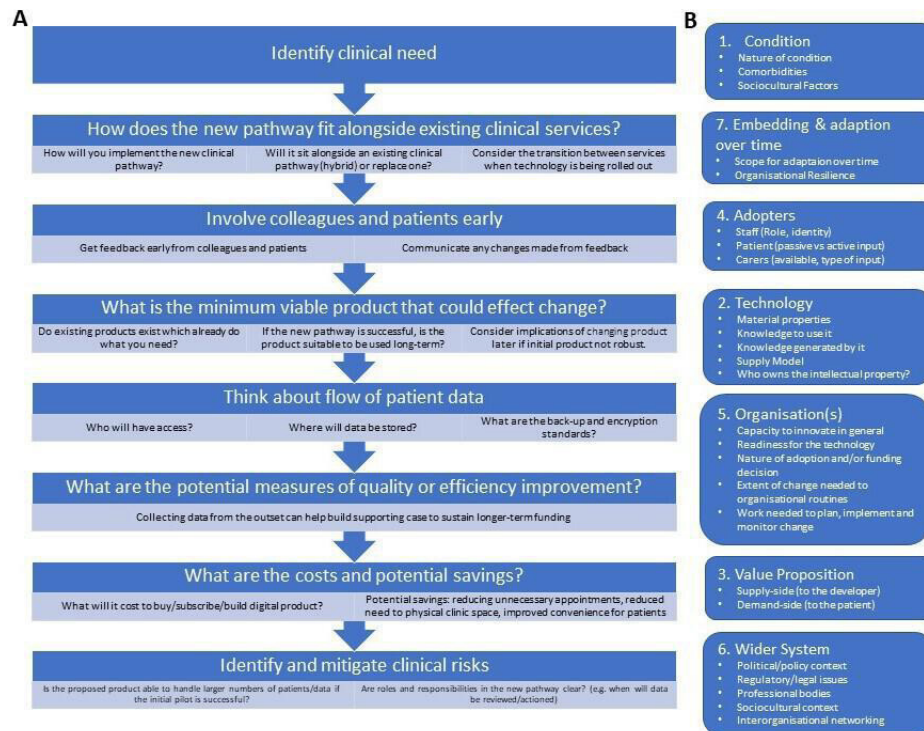 A
Identify clinical need
How does the new pathway fit alongside existing clinical services?
How will you implement the new clinical
pathway?
Will it sit alongside an existing clinical
pathway (hybrid) or replace one?
Consider the transition between services
when technology is being rolled out
Involve colleagues and patients early
Get feedback early from colleagues and patients
Communicate any changes made from feedback
What is the minimum viable product that could effect change?
Do existing products exist which already do
what you need?
If the new pathway is successful, is the
product suitable to be used long-term?
Consider implications of changing product
later if initial product not robust.
Think about flow of patient data
Who will have access?
Where will data be stored?
What are the back-up and encryption
standards?
What are the potential measures of quality or efficiency improvement?
Collecting data from the outset can help build supporting case to sustain longer-term funding
What are the costs and potential savings?
What will it cost to buy/subscribe/build digital product?
Potential savings: reducing unnecessary appointments, reduced
need to physical clinic space, improved convenience for patients
Identify and mitigate clinical risks
Is the proposed product able to handle larger numbers of patients/data if
the initial pilot is successful?
Are roles and responsibilities in the new pathway clear? (e.g. when will data
be reviewed/actioned)
B
1. Condition
• Nature of condition
• Comorbidities
• Sociocultural Factors
7. Embedding & adaption
over time
• Scope for adaptaion over time
• Organisational Resilience
4. Adopters
• Staff (Role, identity)
• Patient (passive vs active input)
• Carers (available, type of input)
2. Technology
• Material properties
• Knowledge to use it
• Knowledge generated by it
• Supply Model
• Who owns the intellectual property?
5. Organisation(s)
• Capacity to innovate in general
• Readiness for the technology
• Nature of adoption and/or funding
decision
• Extent of change needed to
organisational routines
• Work needed to plan, implement and
monitor change
3. Value Proposition
• Supply-side (to the developer)
• Demand-side (to the patient)
6. Wider System
• Political/policy context
• Regulatory/legal issues
• Professional bodies
• Sociocultural context
• Interorganisational networking